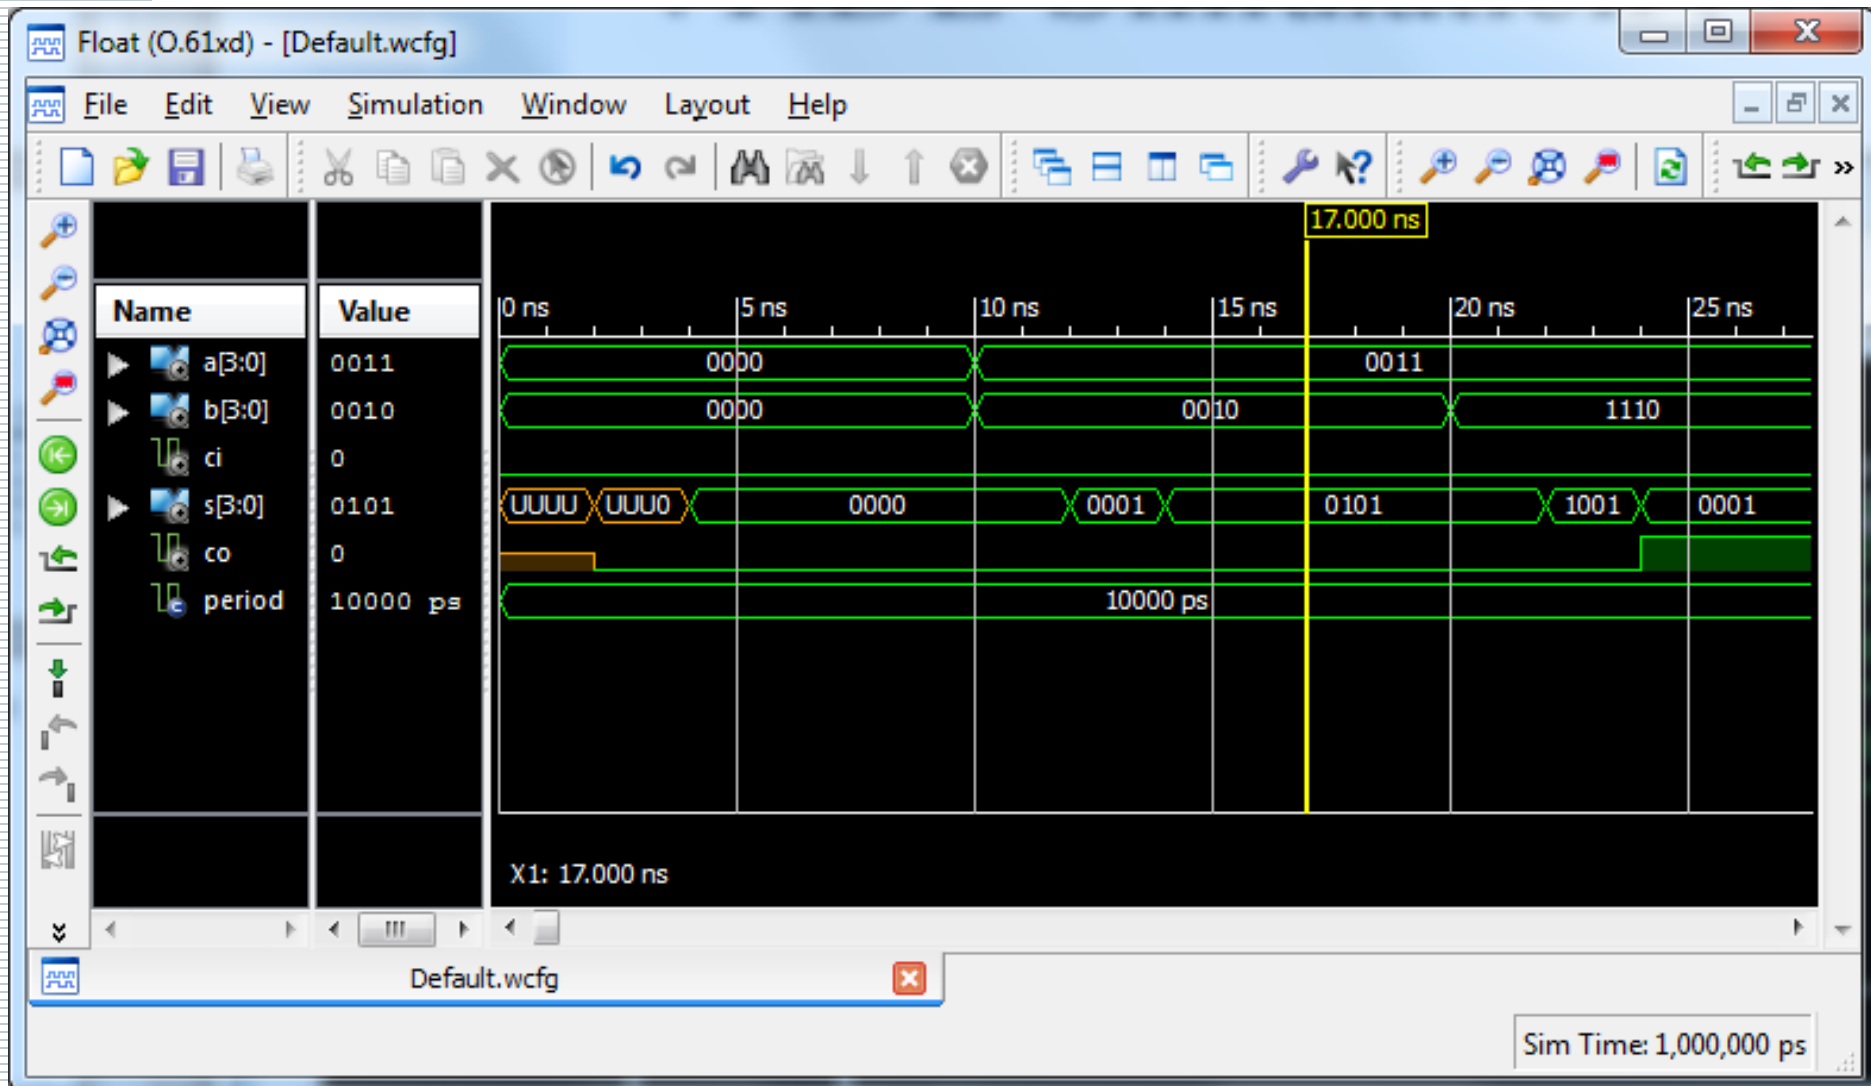 Float (O.61xd) - [Default.wcfg]
File Edit View Simulation Window Layout Help
17.000 ns
Name Value 0 ns 5 ns 10 ns 15 ns 20 ns 25 ns
a[3:0] 0011 0000 0011
b[3:0] 0010 0000 0010 1110
ci 0
s[3:0] 0101 UUUU UUU0 0000 0001 0101 1001 0001
co 0
period 10000 ps 10000 ps
X1: 17.000 ns
Default.wcfg
Sim Time: 1,000,000 ps